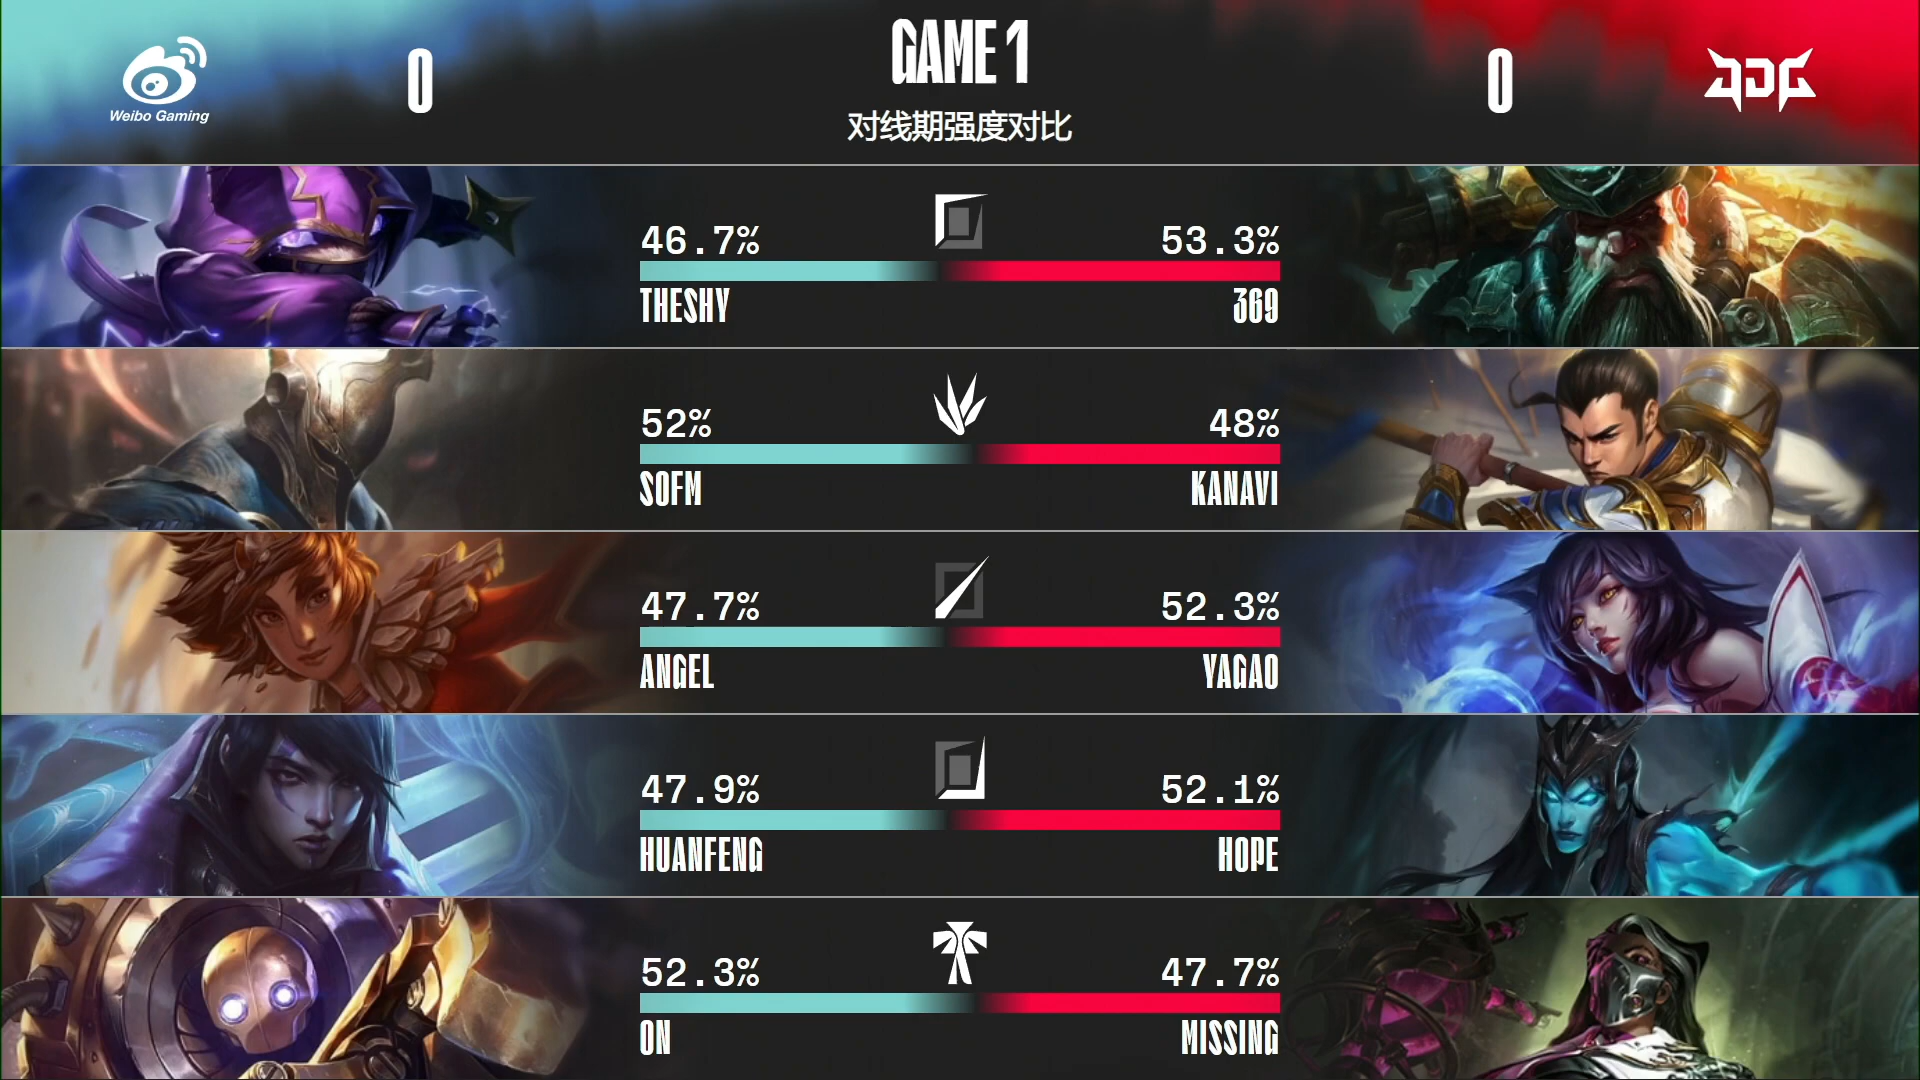 GAME 1
Weibo Gaming
0
0
JDG
对线期强度对比
46.7%
53.3%
THESHY
369
52%
48%
SOFM
KANAVI
47.7%
52.3%
ANGEL
YAGAO
47.9%
52.1%
HUANFENG
HOPE
52.3%
47.7%
ON
MISSING